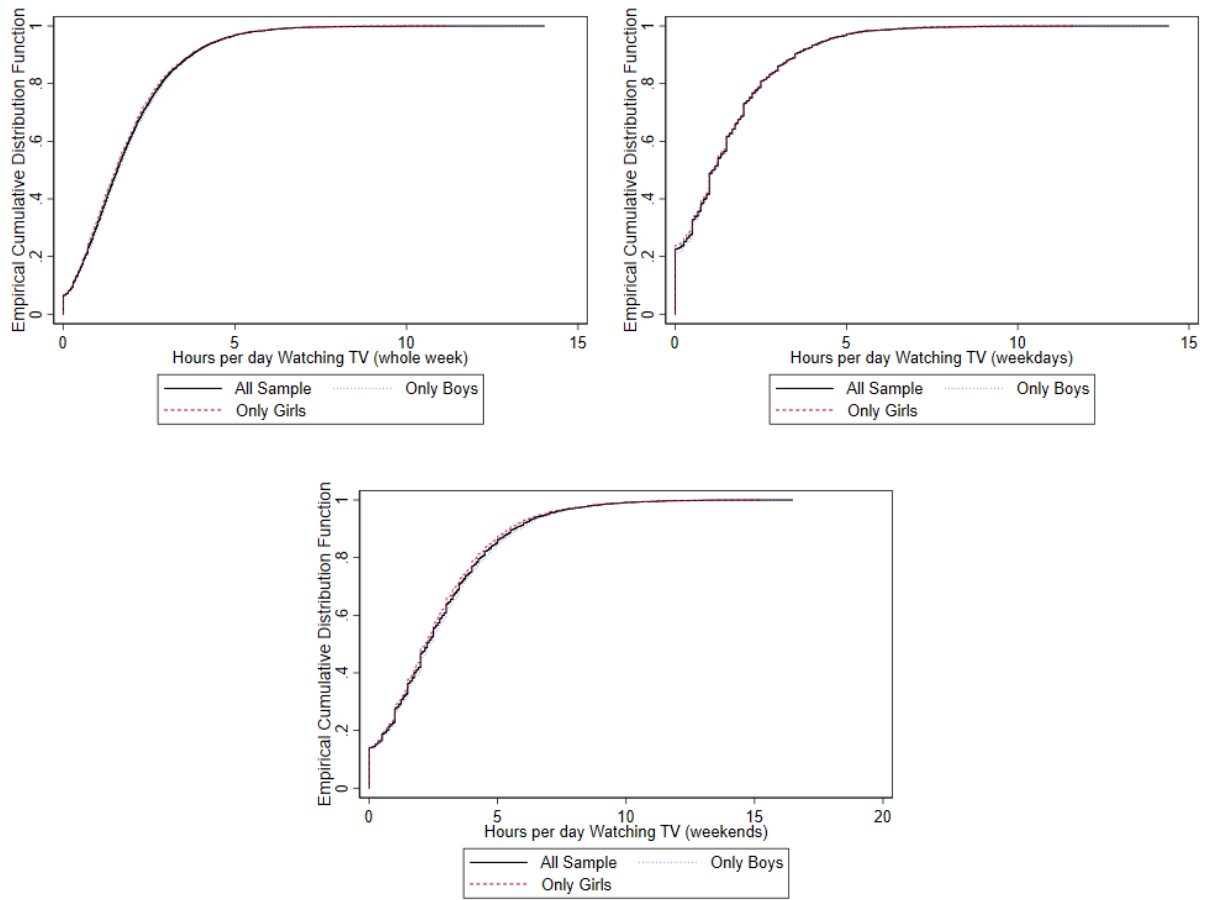 Empirical Cumulative Distribution Function
1
.8
.6
.4
.2
0
0 5 10 15
Hours per day Watching TV (whole week)
All Sample Only Boys
Only Girls
Empirical Cumulative Distribution Function
1
.8
.6
.4
.2
0
0 5 10 15
Hours per day Watching TV (weekdays)
All Sample Only Boys
Only Girls
Empirical Cumulative Distribution Function
1
.8
.6
.4
.2
0
0 5 10 15 20
Hours per day Watching TV (weekends)
All Sample Only Boys
Only Girls